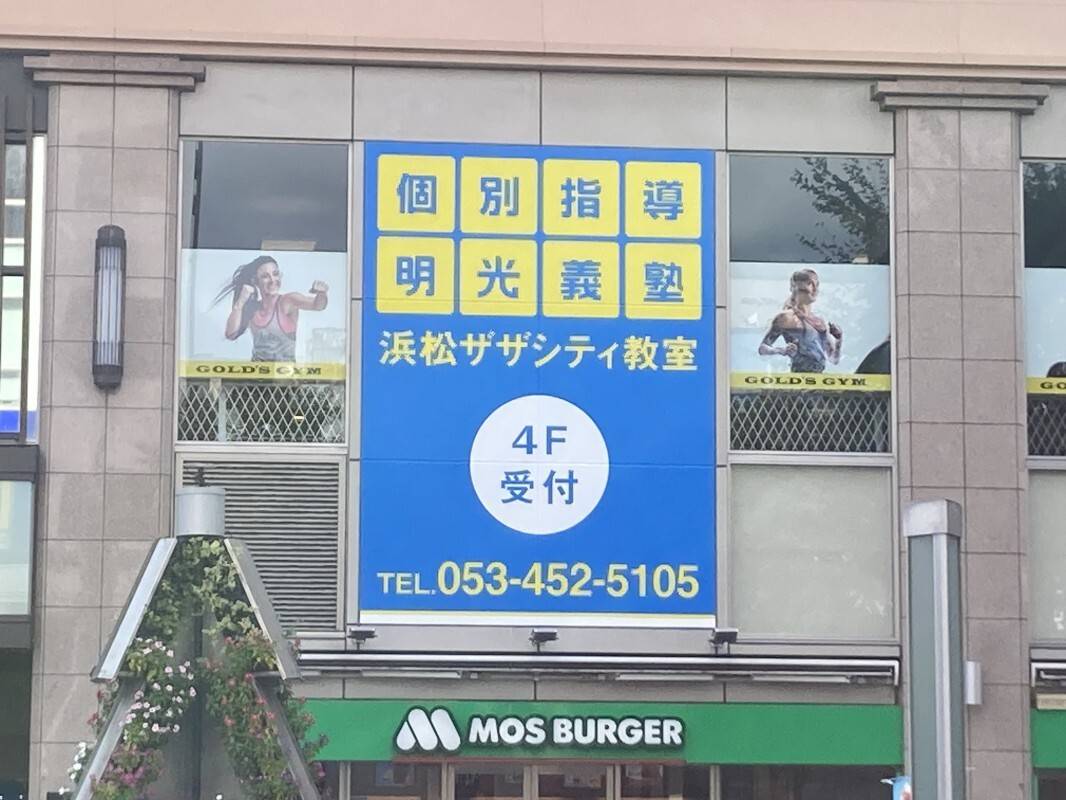 個別指導
明光義塾
浜松ザザシティ教室
4F
受付
TEL.053-452-5105
GOLD'S GYM
GOLD'S GYM
MOS BURGER